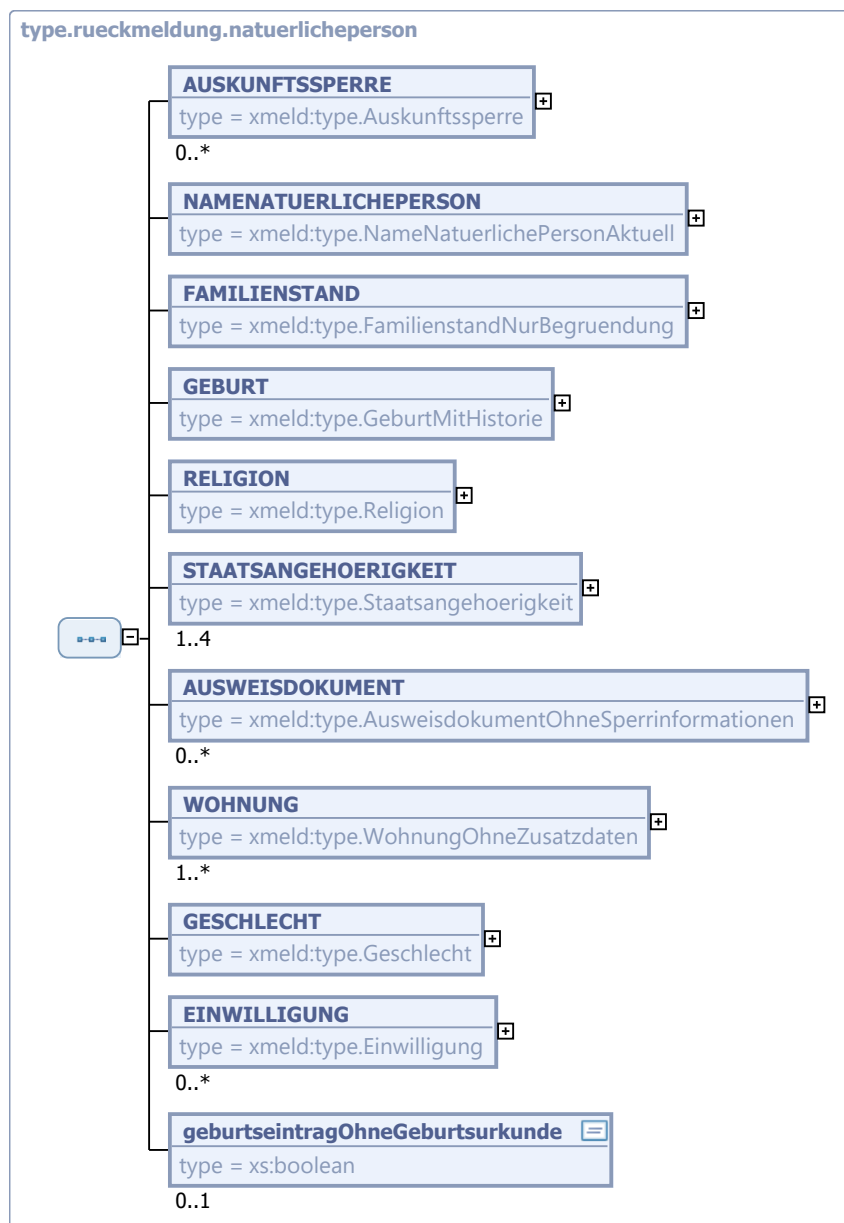 type.rueckmeldung.natuerlicheperson
AUSKUNFTSSPERRE
type = xmeld:type.Auskunftssperre
0..*
NAMENATUERLICHEPERSON
type = xmeld:type.NameNatuerlichePersonAktuell
FAMILIENSTAND
type = xmeld:type.FamilienstandNurBegruendung
GEBURT
type = xmeld:type.GeburtMitHistorie
RELIGION
type = xmeld:type.Religion
STAATSANGEHOERIGKEIT
type = xmeld:type.Staatsangehoerigkeit
1..4
AUSWEISDOKUMENT
type = xmeld:type.AusweisdokumentOhneSperrinformationen
0..*
WOHNUNG
type = xmeld:type.WohnungOhneZusatzdaten
1..*
GESCHLECHT
type = xmeld:type.Geschlecht
EINWILLIGUNG
type = xmeld:type.Einwilligung
0..*
geburtseintragOhneGeburtsurkunde
type = xs:boolean
0..1